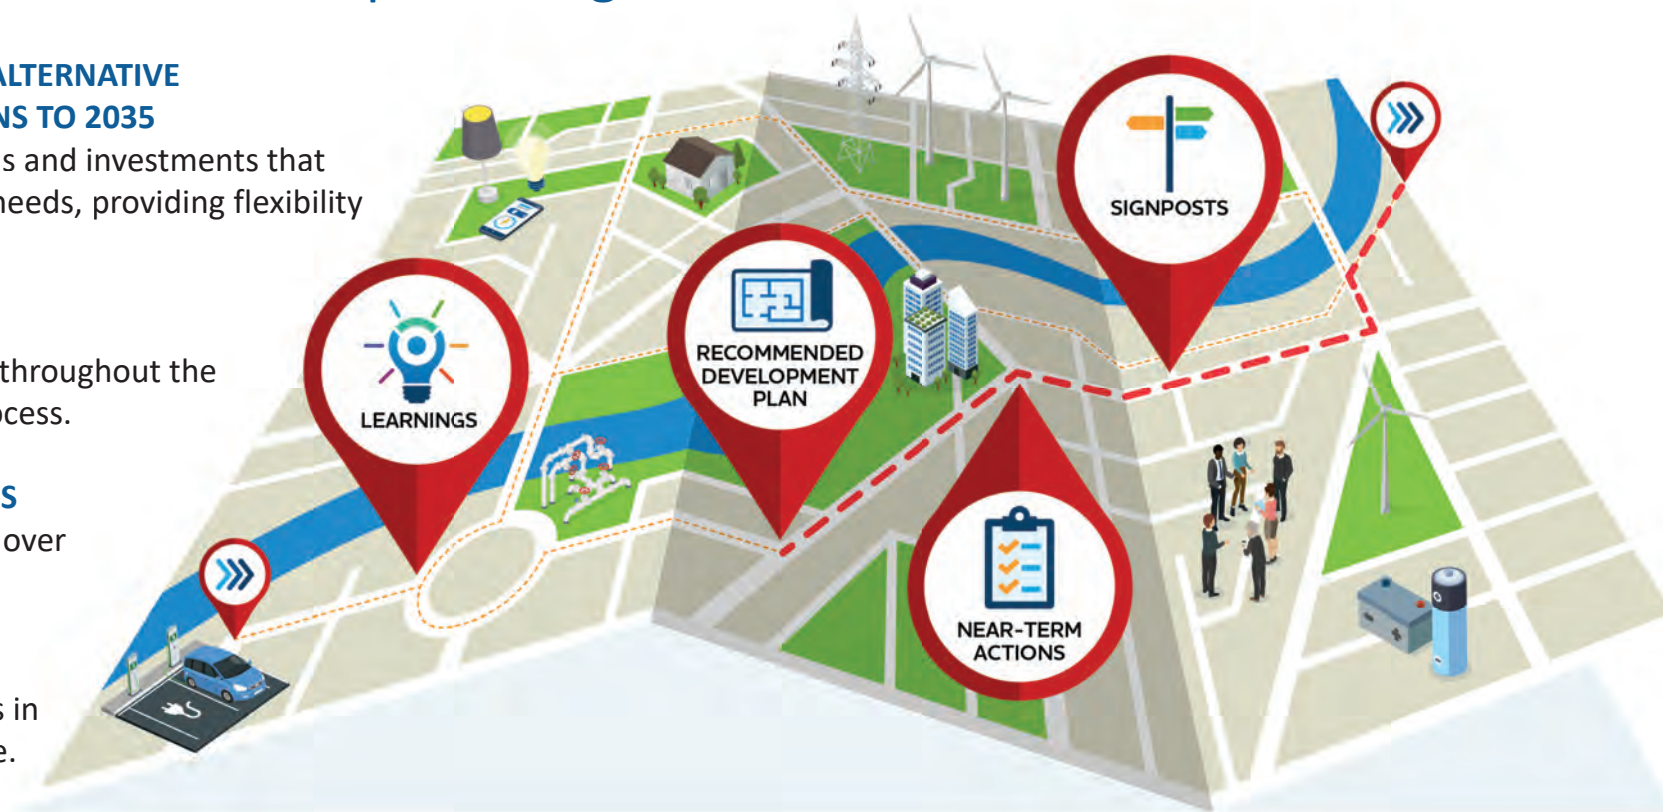 ALTERNATIVE
NS TO 2035
s and investments that
needs, providing flexibility
throughout the
ocess.
S
over
s in
e.
LEARNINGS
RECOMMENDED
DEVELOPMENT
PLAN
SIGNPOSTS
NEAR-TERM
ACTIONS